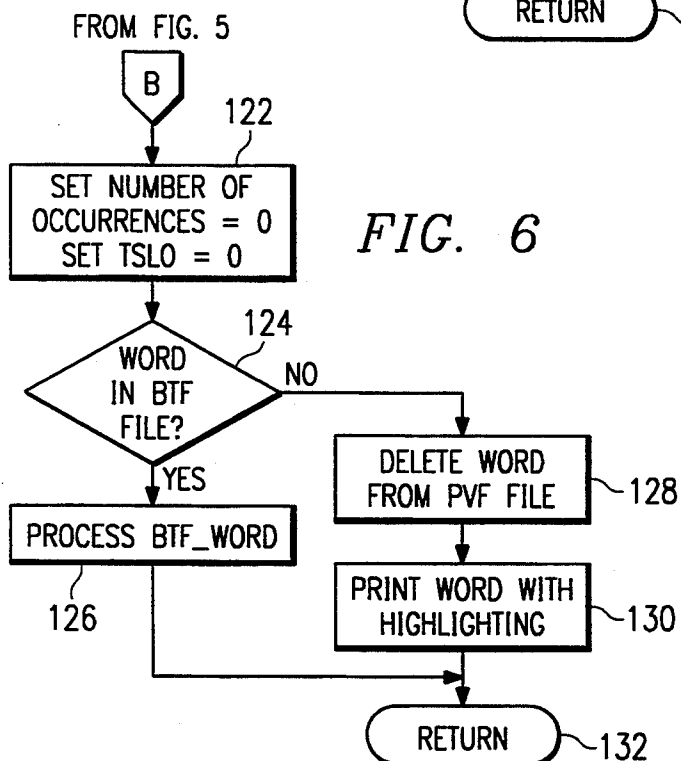 RETURN
FROM FIG. 5
B
122
SET NUMBER OF
OCCURRENCES = 0
SET TSLO = 0
FIG. 6
124
WORD
IN BTF
FILE?
NO
YES
DELETE WORD
FROM PVF FILE
128
PROCESS BTF_WORD
126
PRINT WORD WITH
HIGHLIGHTING
130
RETURN
132